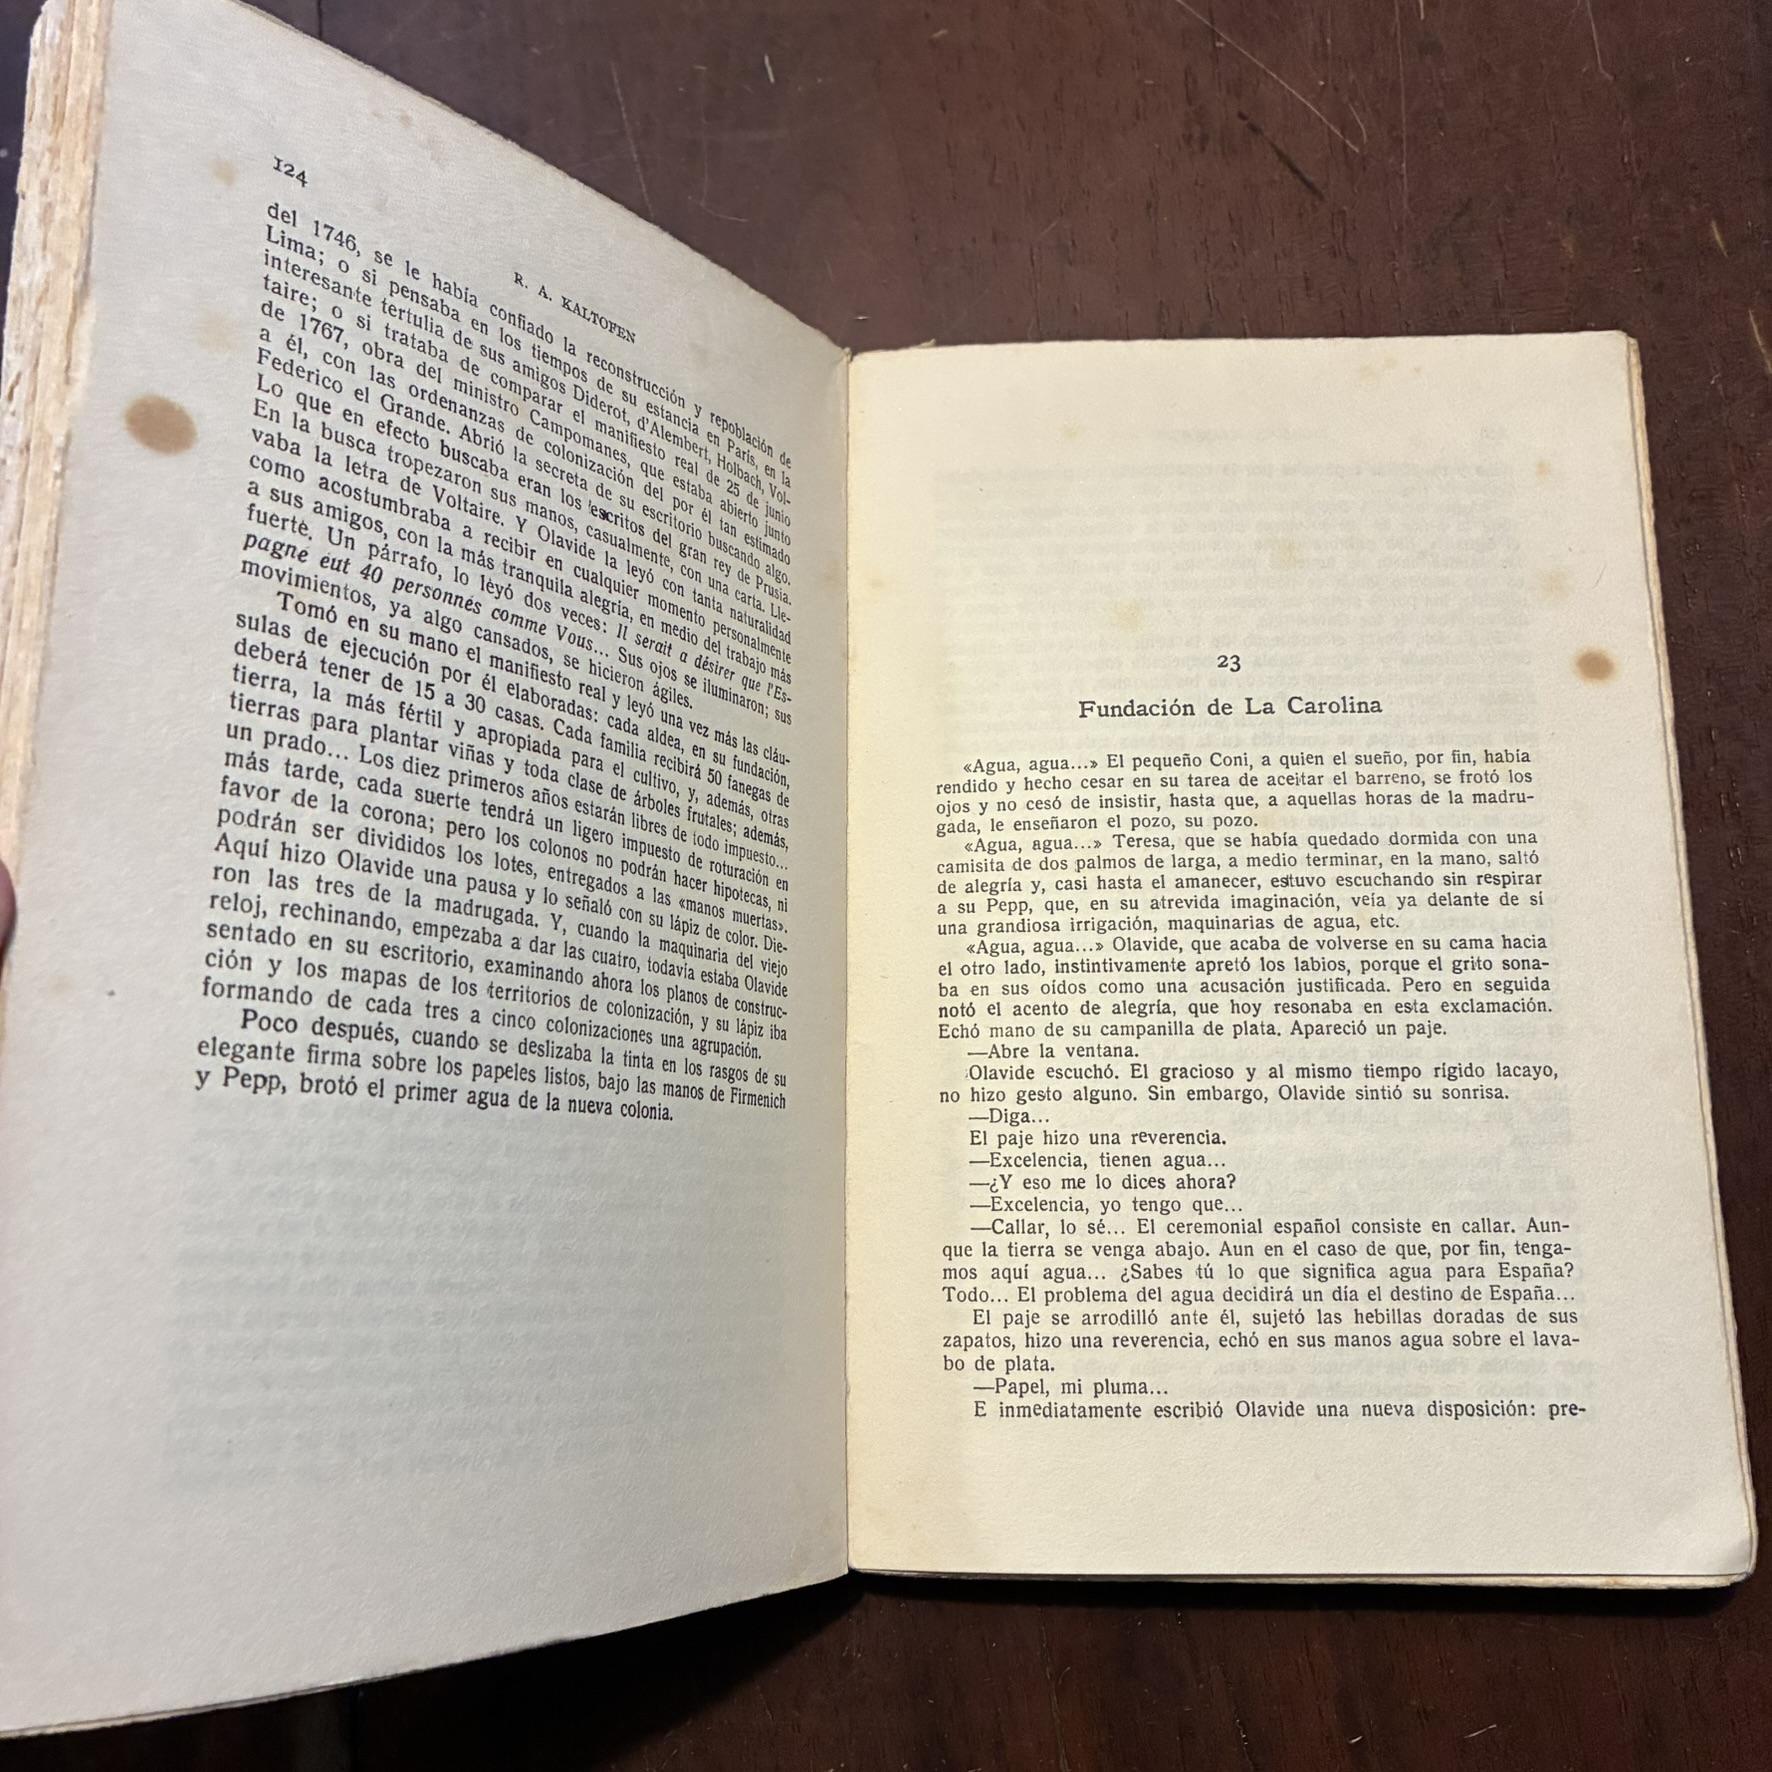 124
R. A. KALTOFEN
del 1746, se le había confiado la reconstrucción y repoblación de
Lima; o si pensaba en los tiempos de su estancia en París, en la
interesante tertulia de sus amigos Diderot, d'Alembert, Holbach, Vol-
taire; o si trataba de comparar el manifiesto real de 25 de junio
de 1767, obra del ministro Campomanes, que estaba abierto junto
a él, con las ordenanzas de colonización del por él tan estimado
Federico el Grande. Abrió la secreta de su escritorio buscando algo.
Lo que en efecto buscaba eran los escritos del gran rey de Prusia.
En la busca tropezaron sus manos, casualmente, con una carta. Lle-
vaba la letra de Voltaire. Y Olavide la leyó con tanta naturalidad
como acostumbraba a recibir en cualquier momento personalmente
a sus amigos, con la más tranquila alegría, en medio del trabajo más
fuerte. Un párrafo, lo leyó dos veces: Il serait a désirer que l'Es-
pagne eut 40 personnes comme Vous... Sus ojos se iluminaron; sus
movimientos, ya algo cansados, se hicieron ágiles.
Tomó en su mano el manifiesto real y leyó una vez más las cláu-
sulas de ejecución por él elaboradas: cada aldea, en su fundación,
deberá tener de 15 a 30 casas. Cada familia recibirá 50 fanegas de
tierra, la más fértil y apropiada para el cultivo, y, además, otras
tierras para plantar viñas y toda clase de árboles frutales; además,
un prado... Los diez primeros años estarán libres de todo impuesto...
más tarde, cada suerte tendrá un ligero impuesto de roturación en
favor de la corona; pero los colonos no podrán hacer hipotecas, ni
podrán ser divididos los lotes, entregados a las «manos muertas».
Aquí hizo Olavide una pausa y lo señaló con su lápiz de color. Die-
ron las tres de la madrugada. Y, cuando la maquinaria del viejo
reloj, rechinando, empezaba a dar las cuatro, todavía estaba Olavide
sentado en su escritorio, examinando ahora los planos de construc-
ción y los mapas de los territorios de colonización, y su lápiz iba
formando de cada tres a cinco colonizaciones una agrupación.
Poco después, cuando se deslizaba la tinta en los rasgos de su
elegante firma sobre los papeles listos, bajo las manos de Firmenich
y Pepp, brotó el primer agua de la nueva colonia.
23
Fundación de La Carolina
«Agua, agua...» El pequeño Coni, a quien el sueño, por fin, había
rendido y hecho cesar en su tarea de aceitar el barreno, se frotó los
ojos y no cesó de insistir, hasta que, a aquellas horas de la madru-
gada, le enseñaron el pozo, su pozo.
«Agua, agua...» Teresa, que se había quedado dormida con una
camisita de dos palmos de larga, a medio terminar, en la mano, saltó
de alegría y, casi hasta el amanecer, estuvo escuchando sin respirar
a su Pepp, que, en su atrevida imaginación, veía ya delante de sí
una grandiosa irrigación, maquinarias de agua, etc.
«Agua, agua...» Olavide, que acaba de volverse en su cama hacia
el otro lado, instintivamente apretó los labios, porque el grito sona-
ba en sus oídos como una acusación justificada. Pero en seguida
notó el acento de alegría, que hoy resonaba en esta exclamación.
Echó mano de su campanilla de plata. Apareció un paje.
—Abre la ventana.
Olavide escuchó. El gracioso y al mismo tiempo rígido lacayo,
no hizo gesto alguno. Sin embargo, Olavide sintió su sonrisa.
—Diga...
El paje hizo una reverencia.
—Excelencia, tienen agua...
—¿Y eso me lo dices ahora?
—Excelencia, yo tengo que...
—Callar, lo sé... El ceremonial español consiste en callar. Aun-
que la tierra se venga abajo. Aun en el caso de que, por fin, tenga-
mos aquí agua... ¿Sabes tú lo que significa agua para España?
Todo... El problema del agua decidirá un día el destino de España...
El paje se arrodilló ante él, sujetó las hebillas doradas de sus
zapatos, hizo una reverencia, echó en sus manos agua sobre el lava-
bo de plata.
—Papel, mi pluma...
E inmediatamente escribió Olavide una nueva disposición: pre-